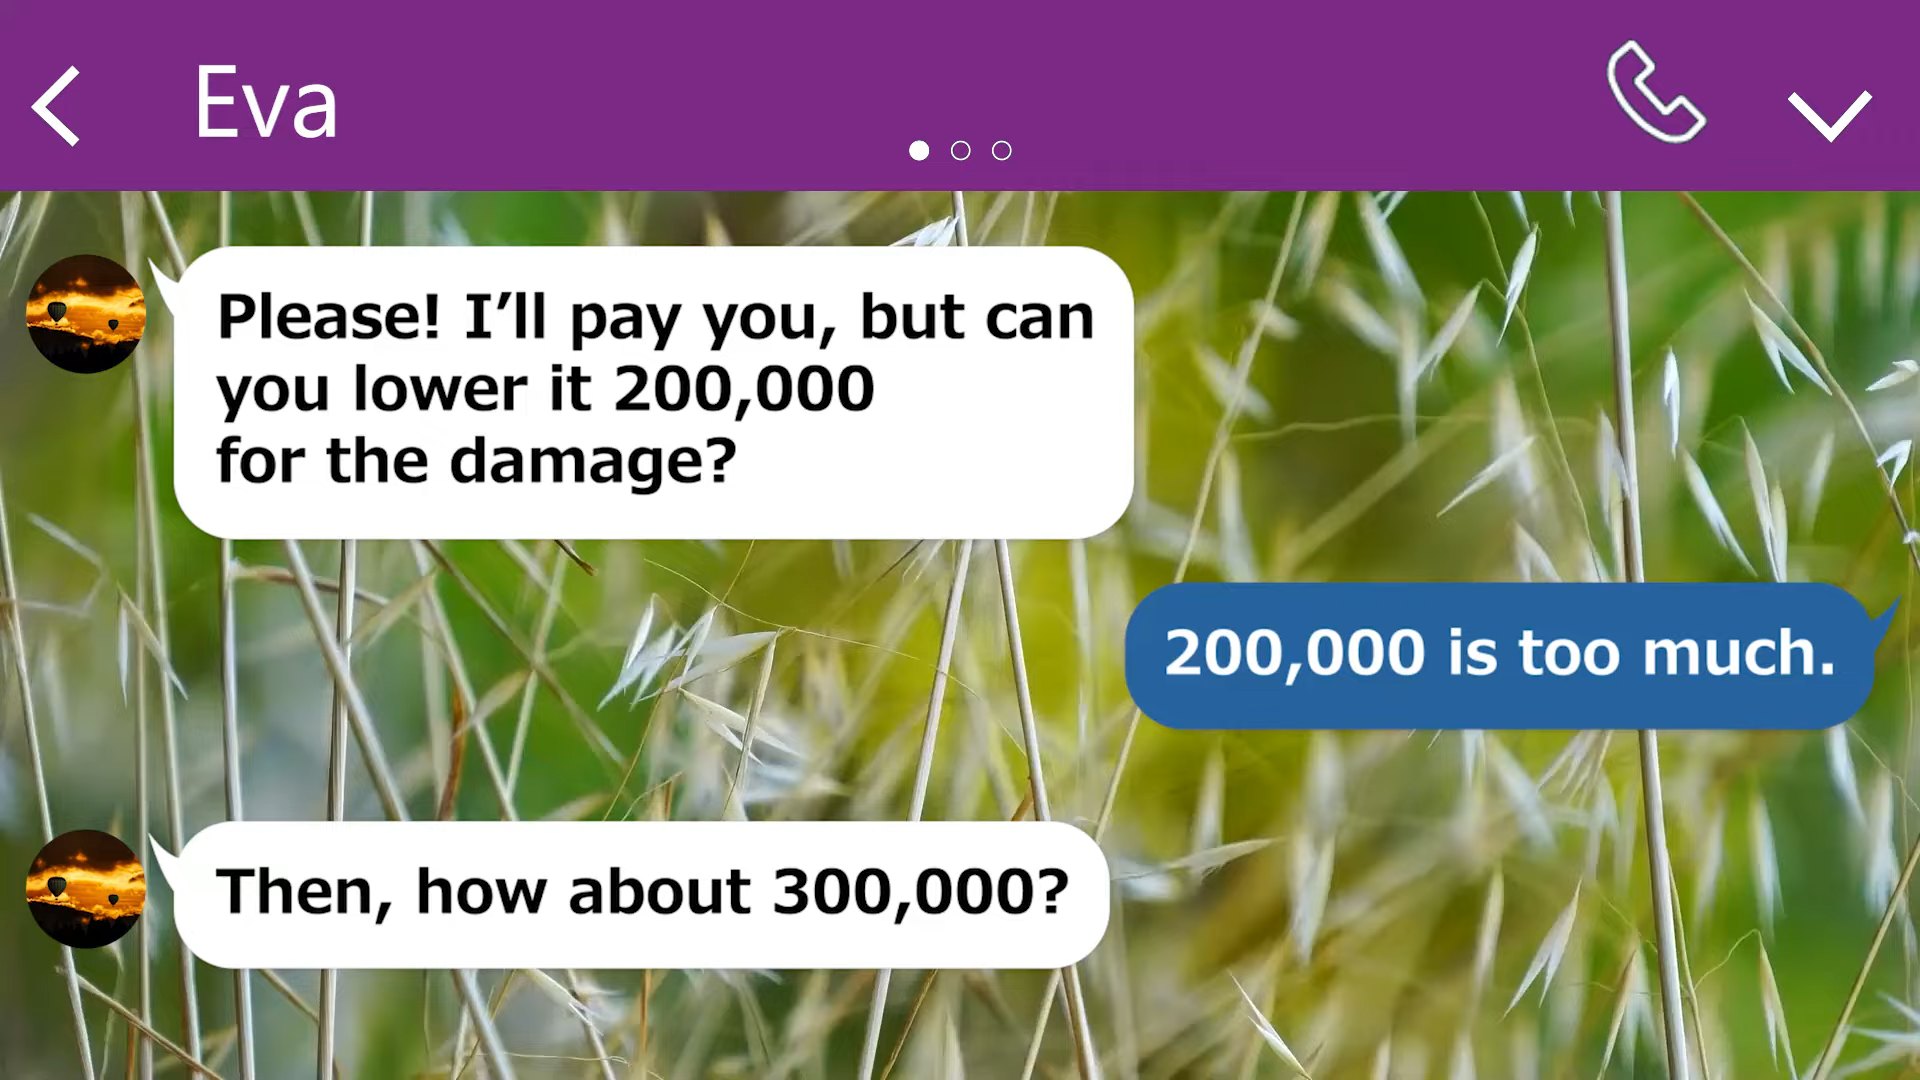 Eva
Please! I’ll pay you, but can
you lower it 200,000
for the damage?
200,000 is too much.
Then, how about 300,000?